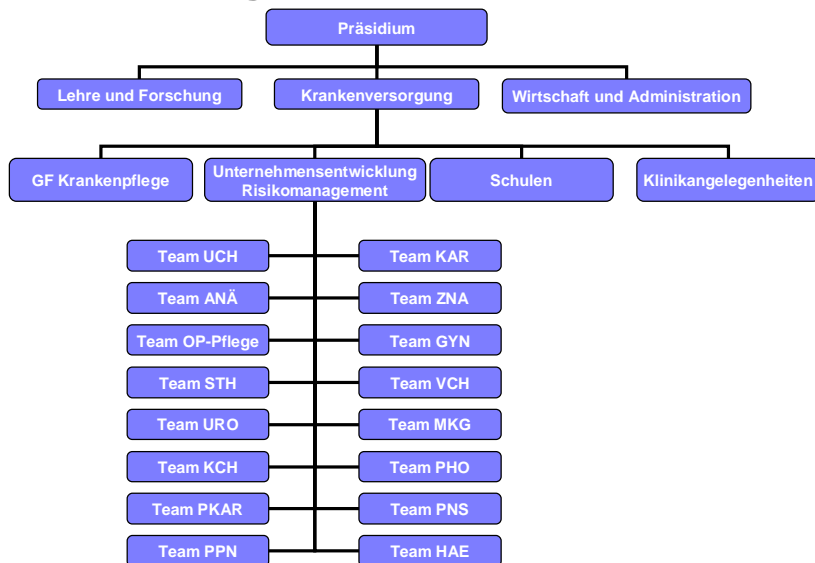 Präsidium
Lehre und Forschung
Krankenversorgung
Wirtschaft und Administration
GF Krankenpflege
Unternehmensentwicklung
Risikomanagement
Schulen
Klinikangelegenheiten
Team UCH
Team KAR
Team ANÄ
Team ZNA
Team OP-Pflege
Team GYN
Team STH
Team VCH
Team URO
Team MKG
Team KCH
Team PHO
Team PKAR
Team PNS
Team PPN
Team HAE